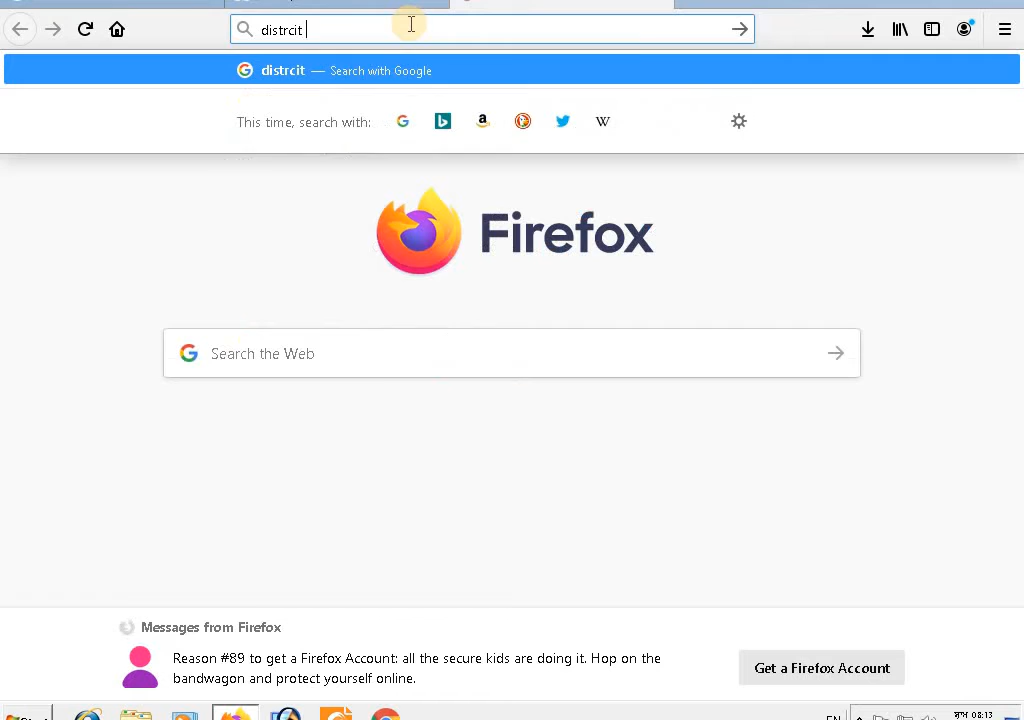 distrcit
distrcit — Search with Google
This time, search with:
Firefox
Search the Web
Messages from Firefox
Reason #89 to get a Firefox Account: all the secure kids are doing it. Hop on the
bandwagon and protect yourself online.
Get a Firefox Account
EN
08:13